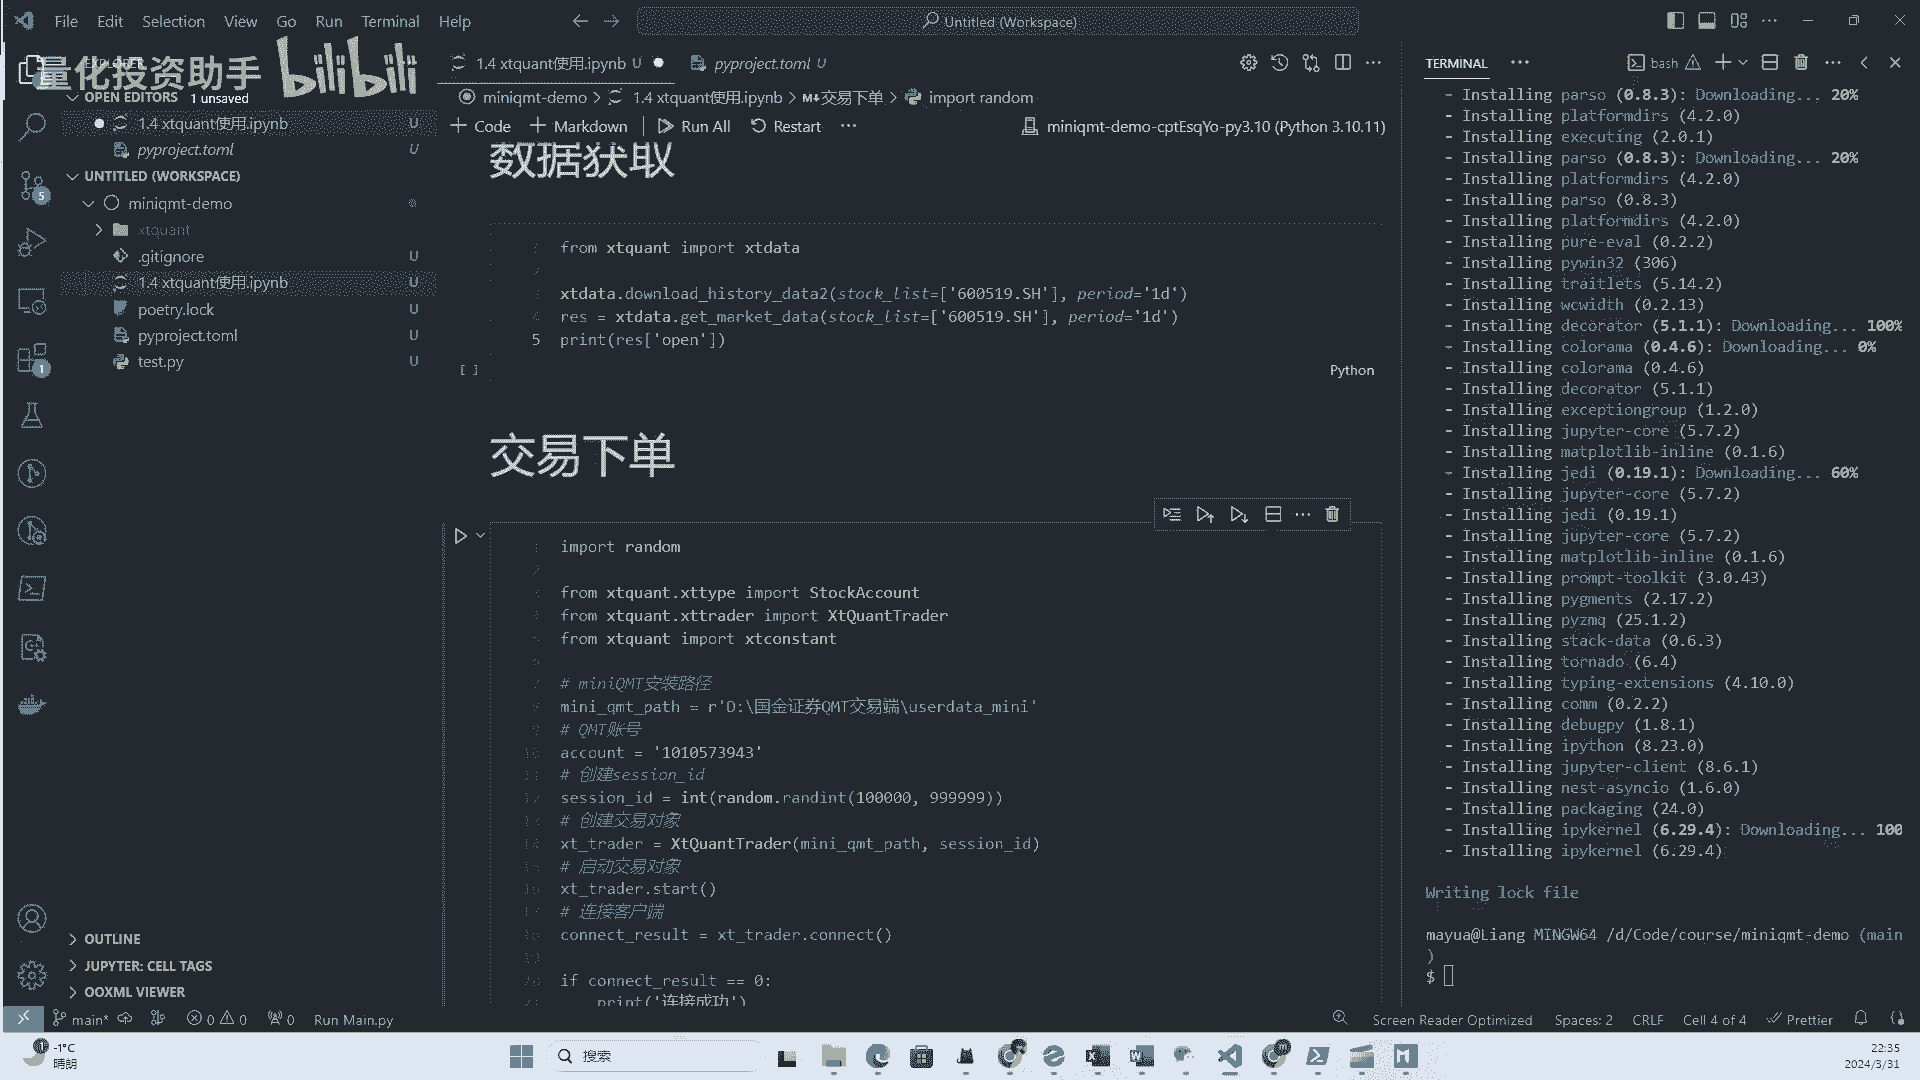 File Edit Selection View Go Run Terminal Help
Untitled (Workspace)
量化投资助手 bilibili
OPEN EDITORS 1 unsaved
1.4 xtquant使用.ipynb U
pyproject.toml U
UNTITLED (WORKSPACE)
miniqmt-demo
xtquant
.gitignore U
1.4 xtquant使用.ipynb U
poetry.lock U
pyproject.toml U
test.py U
OUTLINE
JUPYTER: CELL TAGS
OOXML VIEWER
5
1
1.4 xtquant使用.ipynb U
pyproject.toml U
miniqmt-demo > 1.4 xtquant使用.ipynb > M↓交易下单 > import random
+ Code + Markdown Run All Restart ... miniqmt-demo-cptEsqYo-py3.10 (Python 3.10.11)
数据获取
from xtquant import xtdata
xtdata.download_history_data2(stock_list=['600519.SH'], period='1d')
res = xtdata.get_market_data(stock_list=['600519.SH'], period='1d')
5 print(res['open'])
[ ] Python
交易下单
import random
from xtquant.xttype import StockAccount
from xtquant.xttrader import XtQuantTrader
from xtquant import xtconstant
# miniQMT安装路径
mini_qmt_path = r'D:\国金证券QMT交易端\userdata_mini'
# QMT账号
account = '1010573943'
# 创建session_id
session_id = int(random.randint(100000, 999999))
# 创建交易对象
xt_trader = XtQuantTrader(mini_qmt_path, session_id)
# 启动交易对象
xt_trader.start()
# 连接客户端
connect_result = xt_trader.connect()
if connect_result == 0:
print('连接成功')
TERMINAL ... bash
- Installing parso (0.8.3): Downloading... 20%
- Installing platformdirs (4.2.0)
- Installing executing (2.0.1)
- Installing parso (0.8.3): Downloading... 20%
- Installing platformdirs (4.2.0)
- Installing parso (0.8.3)
- Installing platformdirs (4.2.0)
- Installing pure-eval (0.2.2)
- Installing pywin32 (306)
- Installing traitlets (5.14.2)
- Installing wcwidth (0.2.13)
- Installing decorator (5.1.1): Downloading... 100%
- Installing colorama (0.4.6): Downloading... 0%
- Installing colorama (0.4.6)
- Installing decorator (5.1.1)
- Installing exceptiongroup (1.2.0)
- Installing jupyter-core (5.7.2)
- Installing matplotlib-inline (0.1.6)
- Installing jedi (0.19.1): Downloading... 60%
- Installing jupyter-core (5.7.2)
- Installing jedi (0.19.1)
- Installing jupyter-core (5.7.2)
- Installing matplotlib-inline (0.1.6)
- Installing prompt-toolkit (3.0.43)
- Installing pygments (2.17.2)
- Installing pyzmq (25.1.2)
- Installing stack-data (0.6.3)
- Installing tornado (6.4)
- Installing typing-extensions (4.10.0)
- Installing comm (0.2.2)
- Installing debugpy (1.8.1)
- Installing ipython (8.23.0)
- Installing jupyter-client (8.6.1)
- Installing nest-asyncio (1.6.0)
- Installing packaging (24.0)
- Installing ipykernel (6.29.4): Downloading... 100
- Installing ipykernel (6.29.4)
Writing lock file
mayua@Liang MINGW64 /d/Code/course/miniqmt-demo (main
)
$
main* 0 0 0 Run Main.py Screen Reader Optimized Spaces: 2 CRLF Cell 4 of 4 Prettier
1 -1°C
晴朗
搜索
22:35
2024/3/31